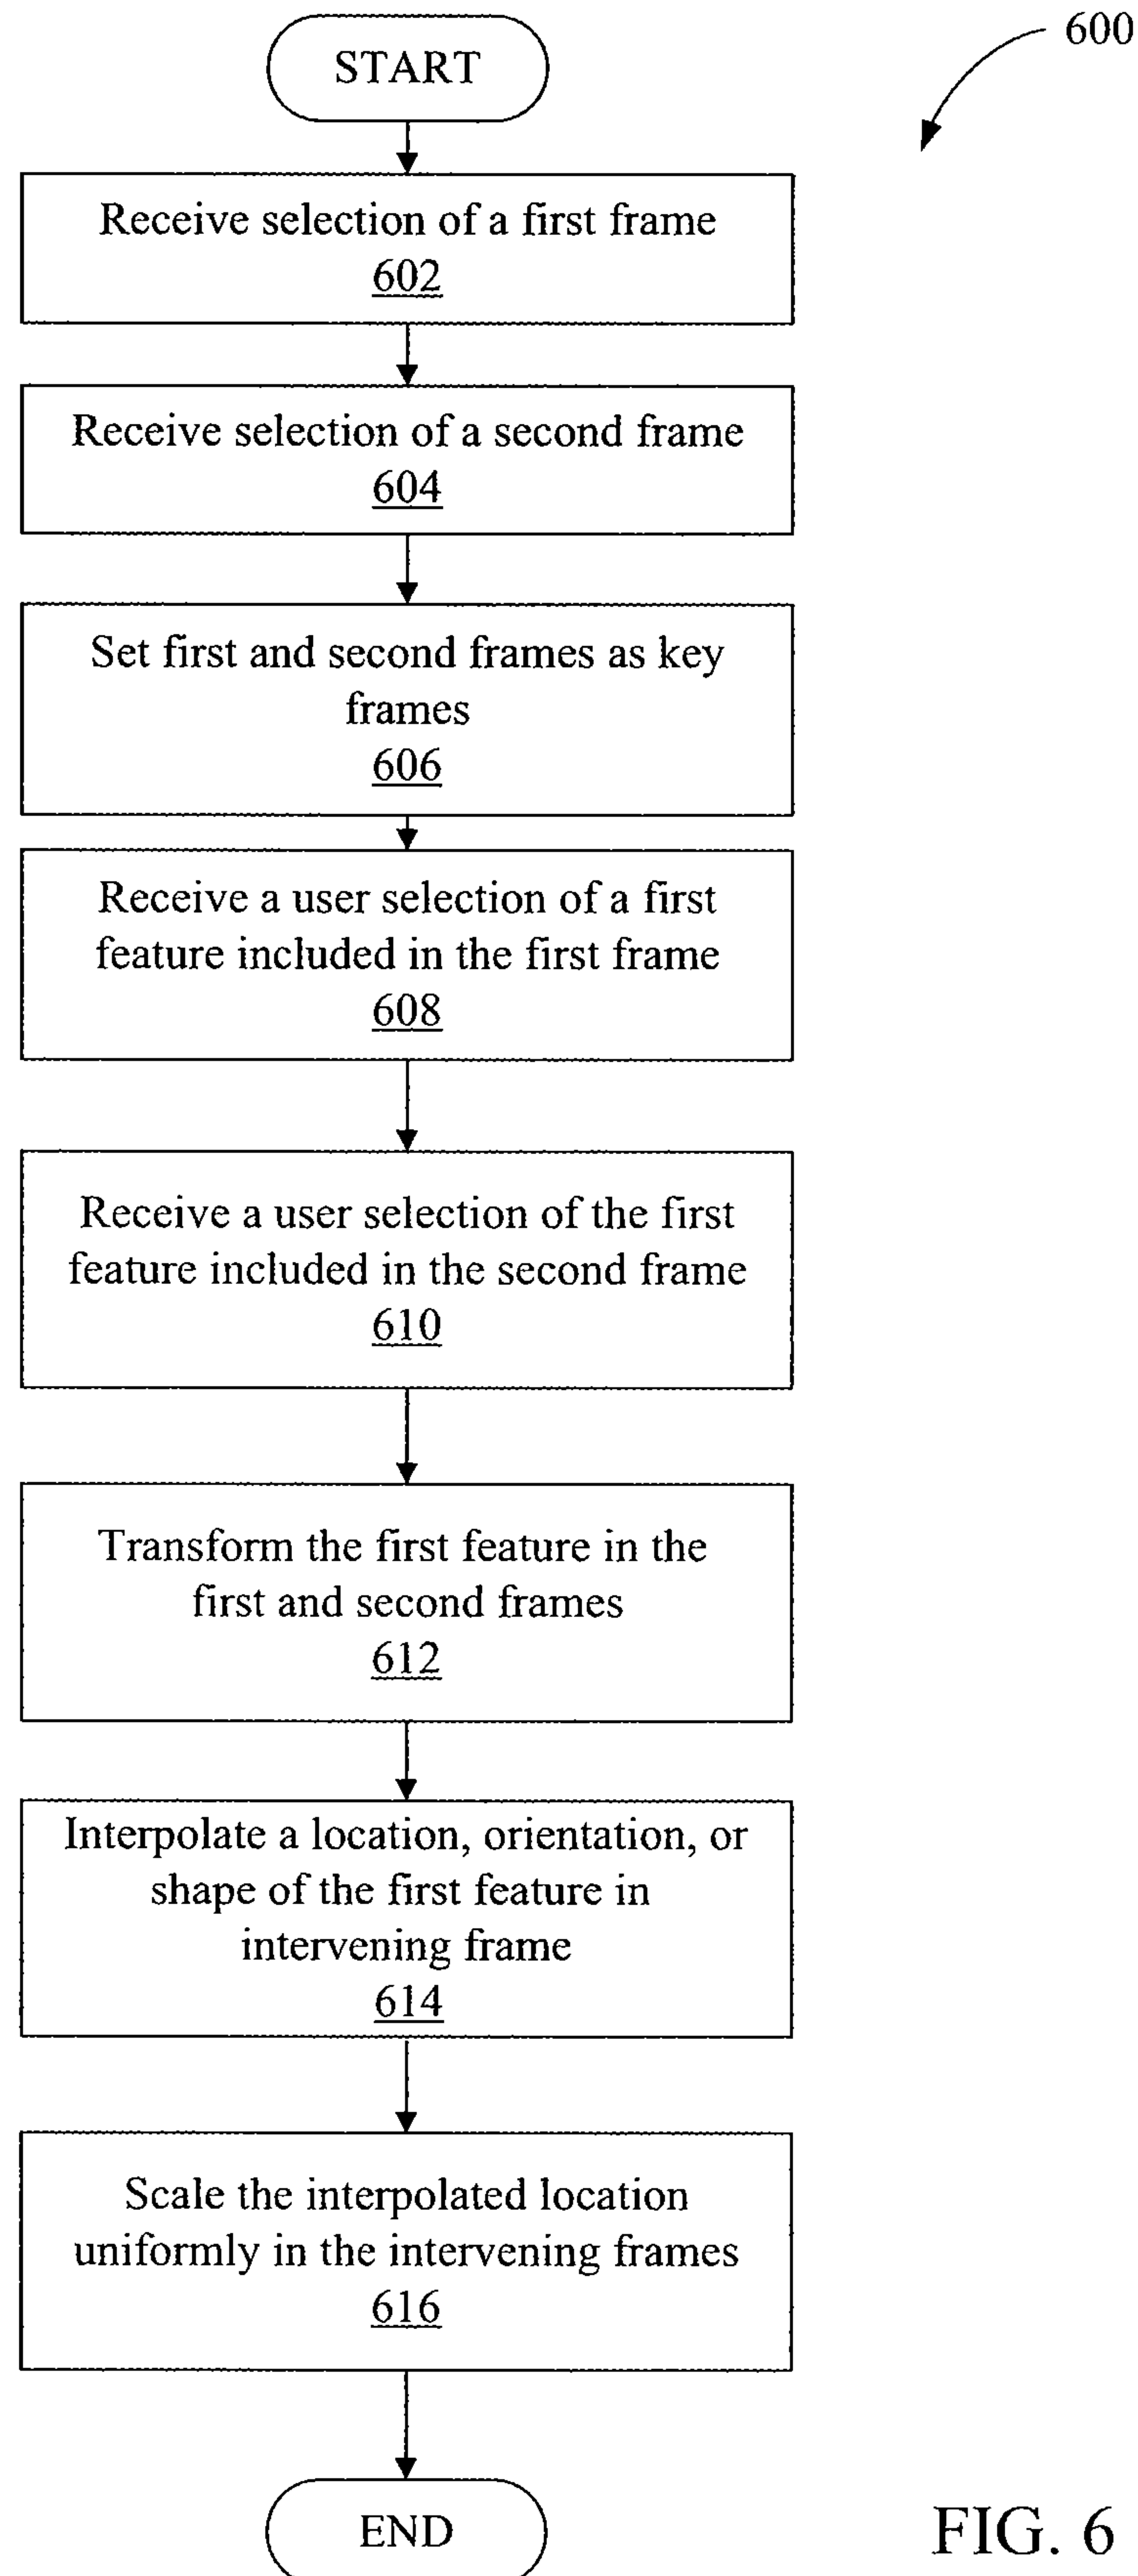 600
START
Receive selection of a first frame
602
Receive selection of a second frame
604
Set first and second frames as key
frames
606
Receive a user selection of a first
feature included in the first frame
608
Receive a user selection of the first
feature included in the second frame
610
Transform the first feature in the
first and second frames
612
Interpolate a location, orientation, or
shape of the first feature in
intervening frame
614
Scale the interpolated location
uniformly in the intervening frames
616
END
FIG. 6